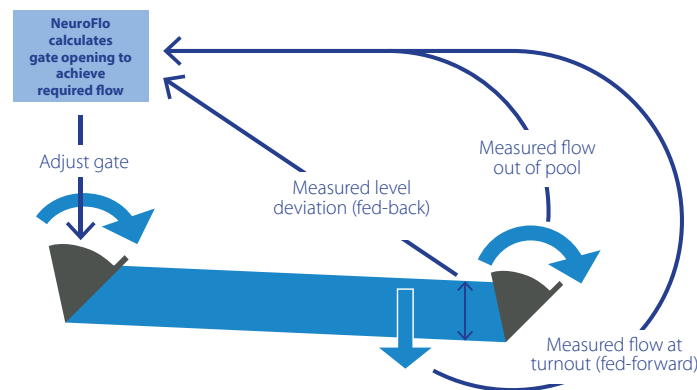 NeuroFlo
calculates
gate opening to
achieve
required flow
Adjust gate
Measured level
deviation (fed-back)
Measured flow
out of pool
Measured flow at
turnout (fed-forward)